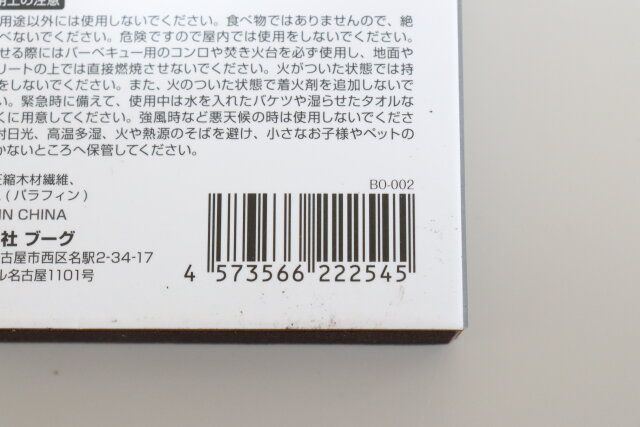 用上の注意
用途以外には使用しないでください。食べ物ではありませんので、絶
べないでください。危険ですので屋内では使用をしないでください。
せる際にはバーベキュー用のコンロや焚き火台を必ず使用し、地面や
リートの上では直接燃焼させないでください。火がついた状態では持
をしないでください。また、火のついた状態で着火剤を追加しないで
い。緊急時に備えて、使用中は水を入れたバケツや湿らせたタオルな
くに用意してください。強風時など悪天候の時は使用しないでくださ
射日光、高温多湿、火や熱源のそばを避け、小さなお子様やペットの
かないところへ保管してください。
圧縮木材繊維、
(パラフィン)
IN CHINA
社 ブーグ
古屋市西区名駅2-34-17
ル名古屋1101号
BO-002
4 573566 222545